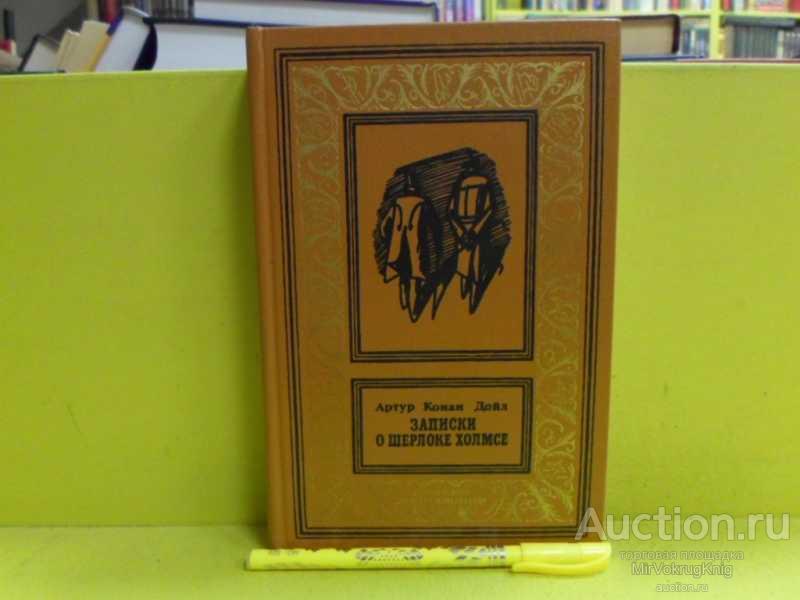 Артур Конан Дойл
ЗАПИСКИ
О ШЕРЛОКЕ ХОЛМСЕ
Auction.ru
торговая площадка
MirVokrugKnig
auction.ru